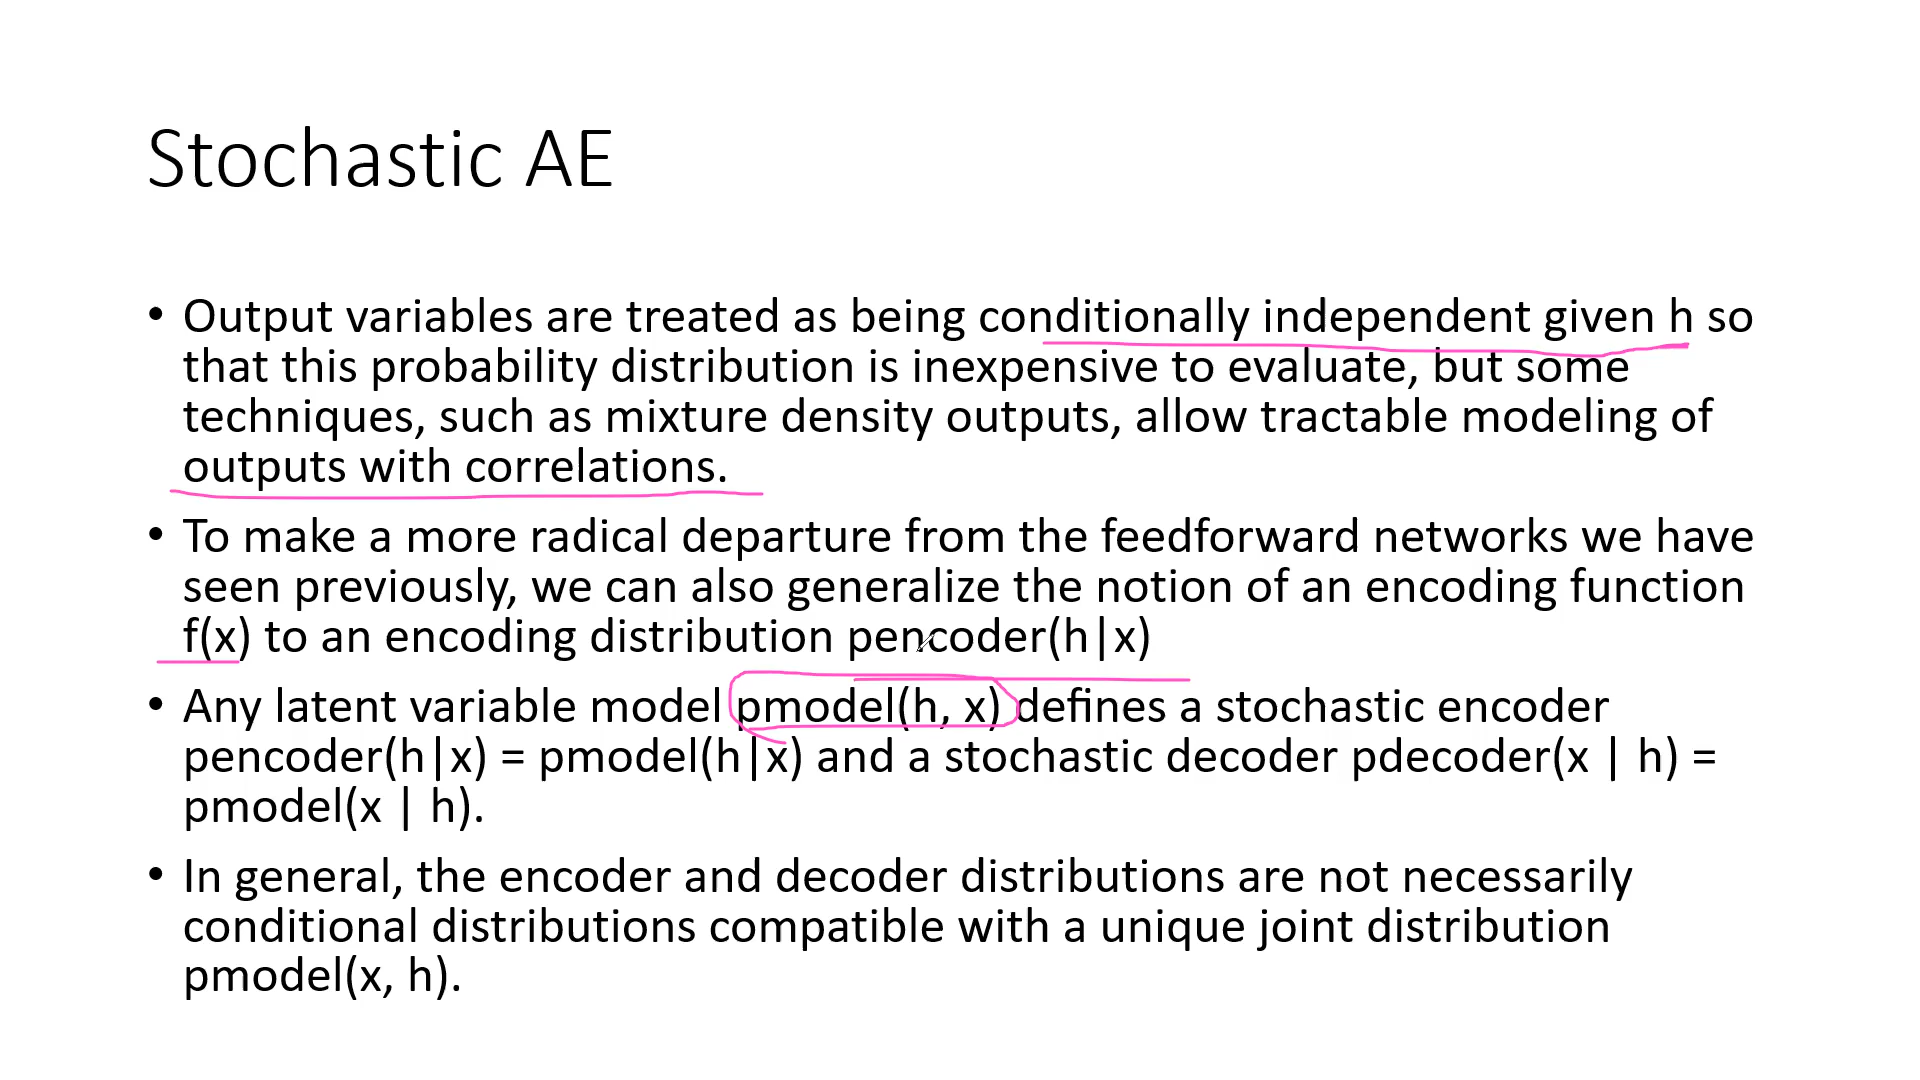 Stochastic AE
• Output variables are treated as being conditionally independent given h so
that this probability distribution is inexpensive to evaluate, but some
techniques, such as mixture density outputs, allow tractable modeling of
outputs with correlations.
• To make a more radical departure from the feedforward networks we have
seen previously, we can also generalize the notion of an encoding function
f(x) to an encoding distribution pencoder(h|x)
• Any latent variable model pmodel(h, x) defines a stochastic encoder
pencoder(h|x) = pmodel(h|x) and a stochastic decoder pdecoder(x | h) =
pmodel(x | h).
• In general, the encoder and decoder distributions are not necessarily
conditional distributions compatible with a unique joint distribution
pmodel(x, h).